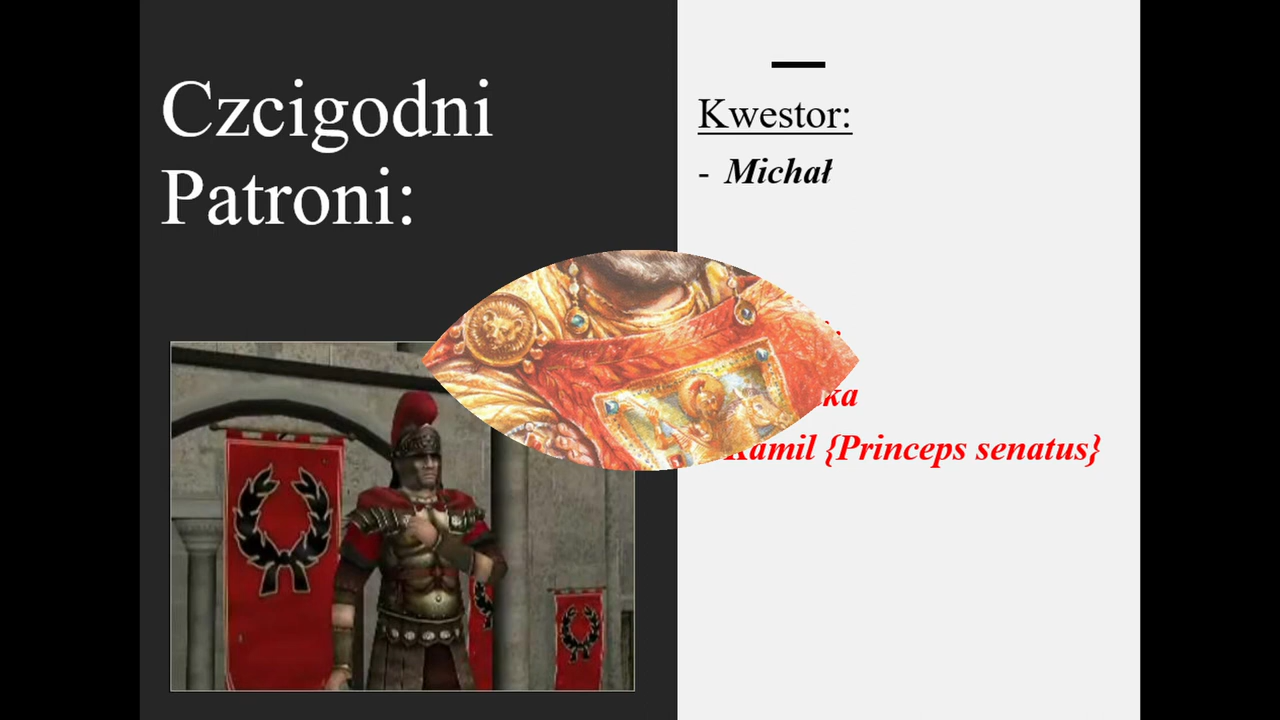 Czcigodni
Patroni:
Kwestor:
- Michał
Kamil {Princeps senatus}